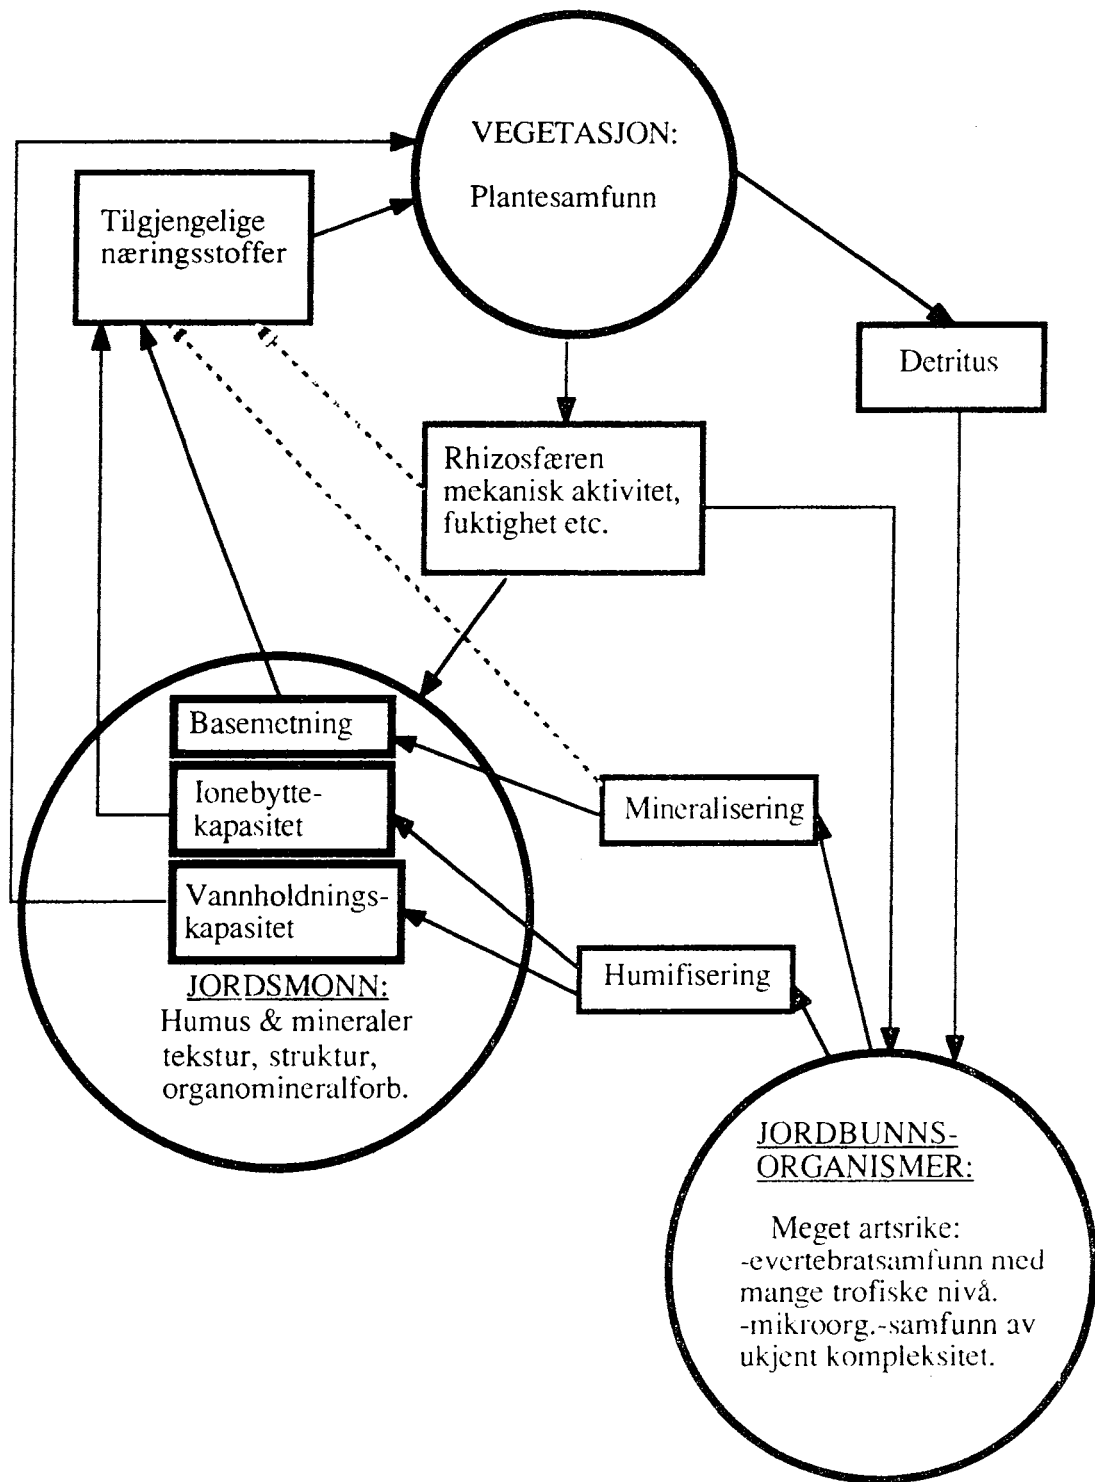 VEGETASJON:
Plantesamfunn
Tilgjengelige
næringsstoffer
Detritus
Rhizosfæren
mekanisk aktivitet,
fuktighet etc.
Basemetning
Ionebytte-
kapasitet
Vannholdnings-
kapasitet
JORDSMONN:
Humus & mineraler
tekstur, struktur,
organomineralforb.
Mineralisering
Humifisering
JORDBUNNS-
ORGANISMER:
Meget artsrike:
-evertebratsamfunn med
mange trofiske nivå.
-mikroorg.-samfunn av
ukjent kompleksitet.